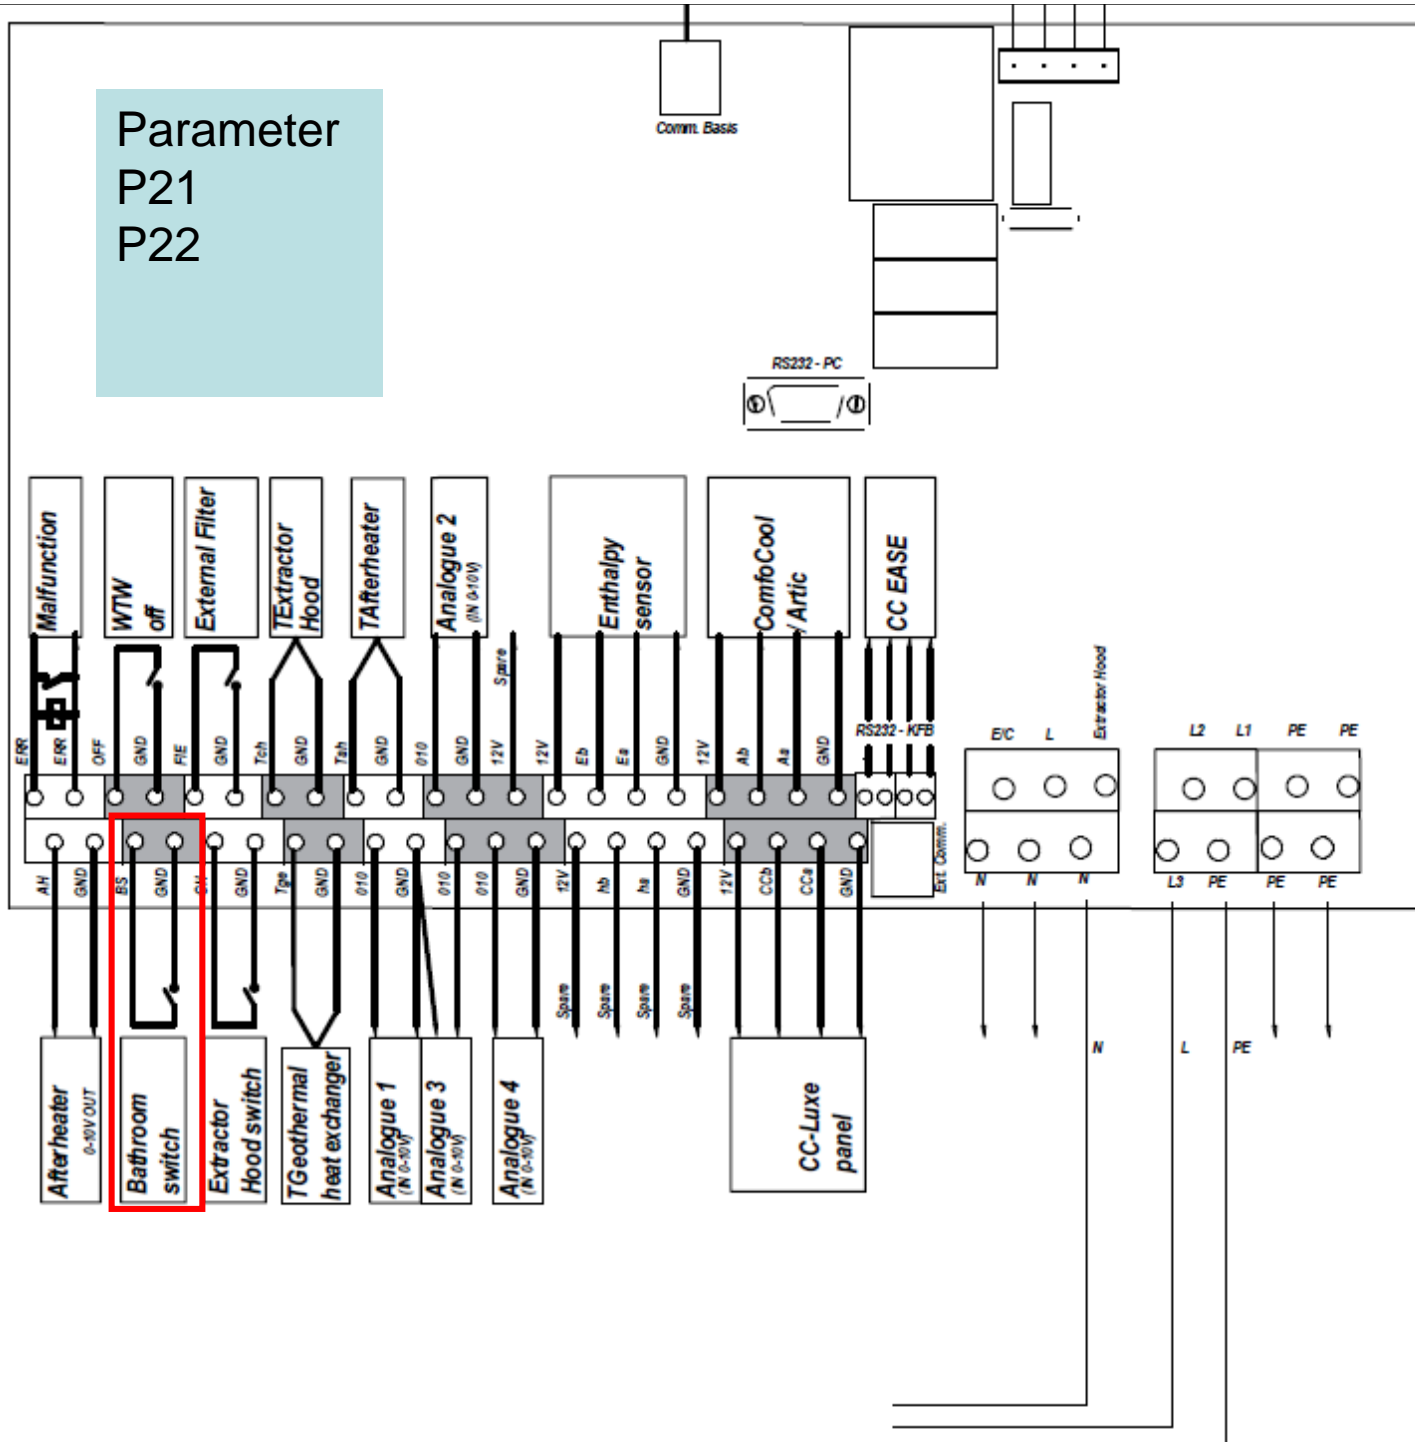 Comm. Basis
Parameter
P21
P22
RS232 - PC
Malfunction
WTW
off
External Filter
TExtractor
Hood
TAfterheater
Analogue 2
(IN 0-10V)
Spare
Enthalpy
sensor
ComfoCool
/ Artic
CC EASE
RS232 - KFB
Extractor Hood
ERR
ERR
OFF
GND
FIE
GND
Tch
GND
Tah
010
GND
12V
12V
Eb
Ea
GND
12V
Ab
Aa
GND
E/C
L
L2
L1
PE
PE
AH
GND
BS
GND
GND
Tge
GND
010
010
010
GND
12V
hb
ha
GND
12V
CCb
CCa
GND
Ext. Comm.
N
N
N
L3
PE
PE
PE
Spare
Spare
Spare
Spare
N
L
PE
Afterheater
0-10V OUT
Bathroom
switch
Extractor
Hood switch
TGeothermal
heat exchanger
Analogue 1
(IN 0-10V)
Analogue 3
(IN 0-10V)
Analogue 4
(IN 0-10V)
CC-Luxe
panel